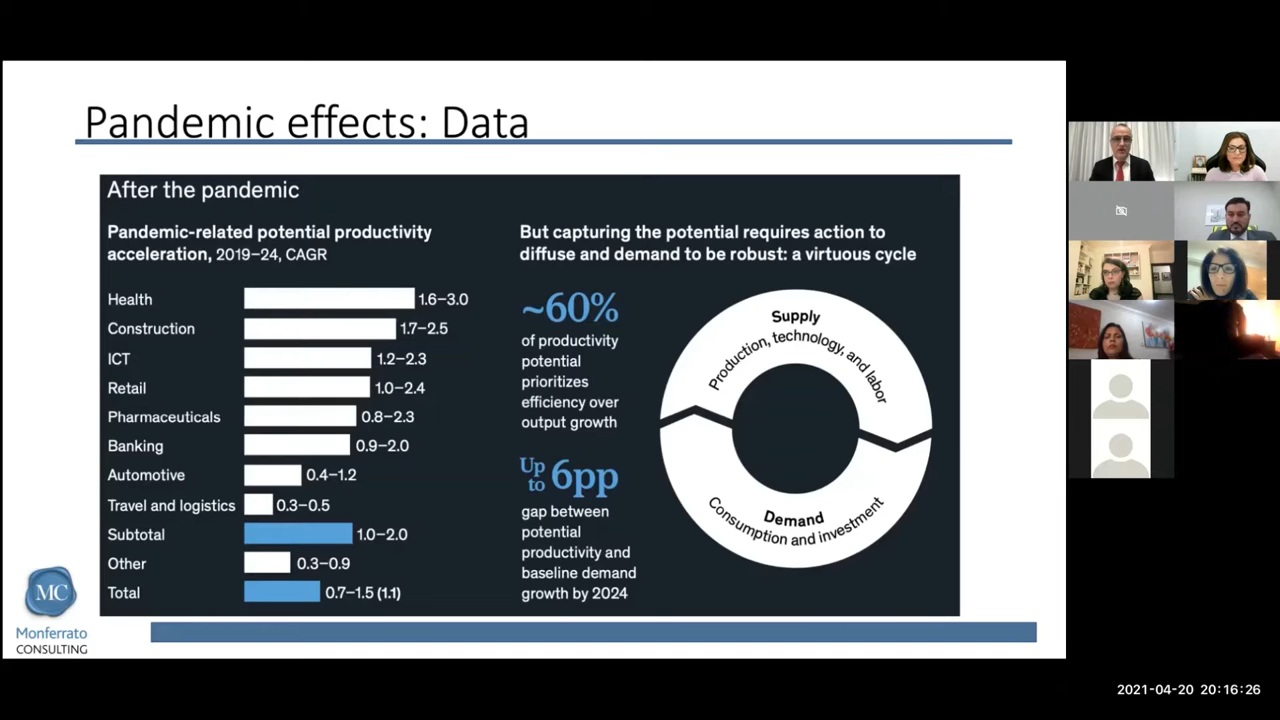 Pandemic effects: Data
After the pandemic
Pandemic-related potential productivity
acceleration, 2019–24, CAGR
Health 1.6–3.0
Construction 1.7–2.5
ICT 1.2–2.3
Retail 1.0–2.4
Pharmaceuticals 0.8–2.3
Banking 0.9–2.0
Automotive 0.4–1.2
Travel and logistics 0.3–0.5
Subtotal 1.0–2.0
Other 0.3–0.9
Total 0.7–1.5 (1.1)
But capturing the potential requires action to
diffuse and demand to be robust: a virtuous cycle
~60%
of productivity
potential
prioritizes
efficiency over
output growth
Up
to 6pp
gap between
potential
productivity and
baseline demand
growth by 2024
Supply
Production, technology, and labor
Demand
Consumption and investment
MC
Monferrato
CONSULTING
2021-04-20 20:16:26